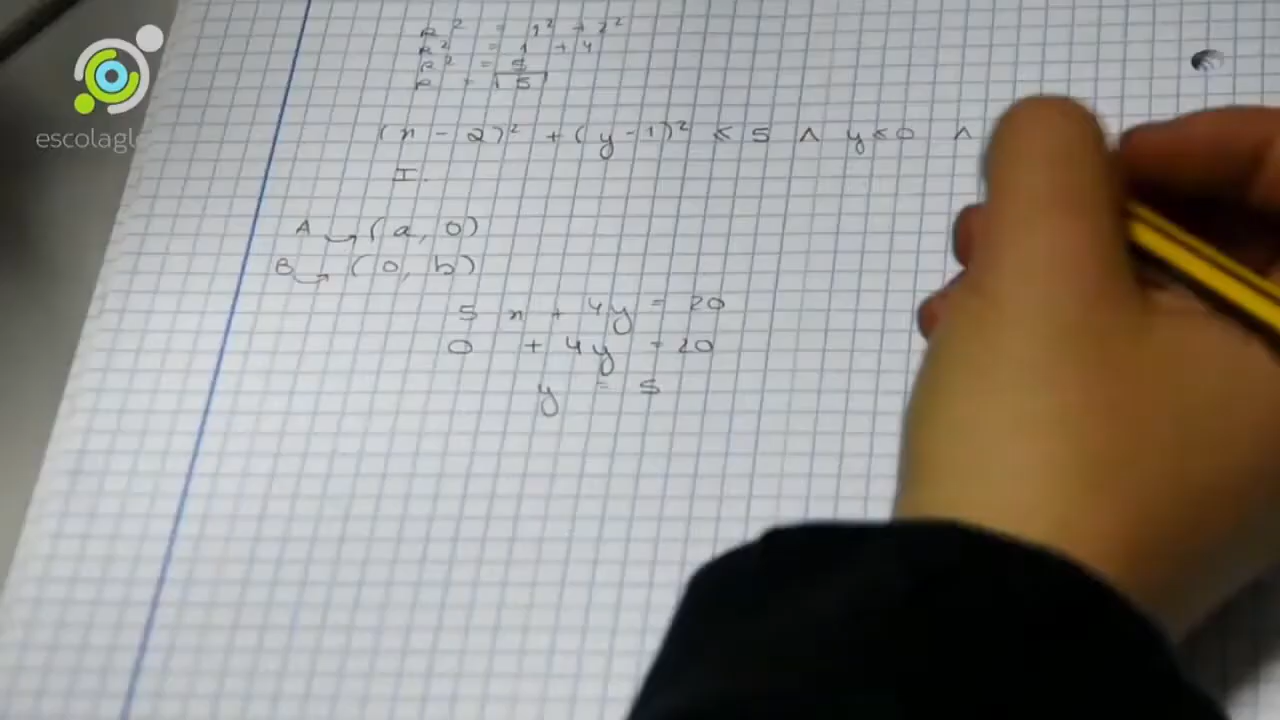 escolaglo
R² = 1² + 2²
R² = 1 + 4
R² = 5
R = √5
(x - 2)² + (y - 1)² < 5 ∧ y < 0 ∧
I.
A → (a, 0)
B → (0, b)
5x + 4y = 20
0 + 4y = 20
y = 5